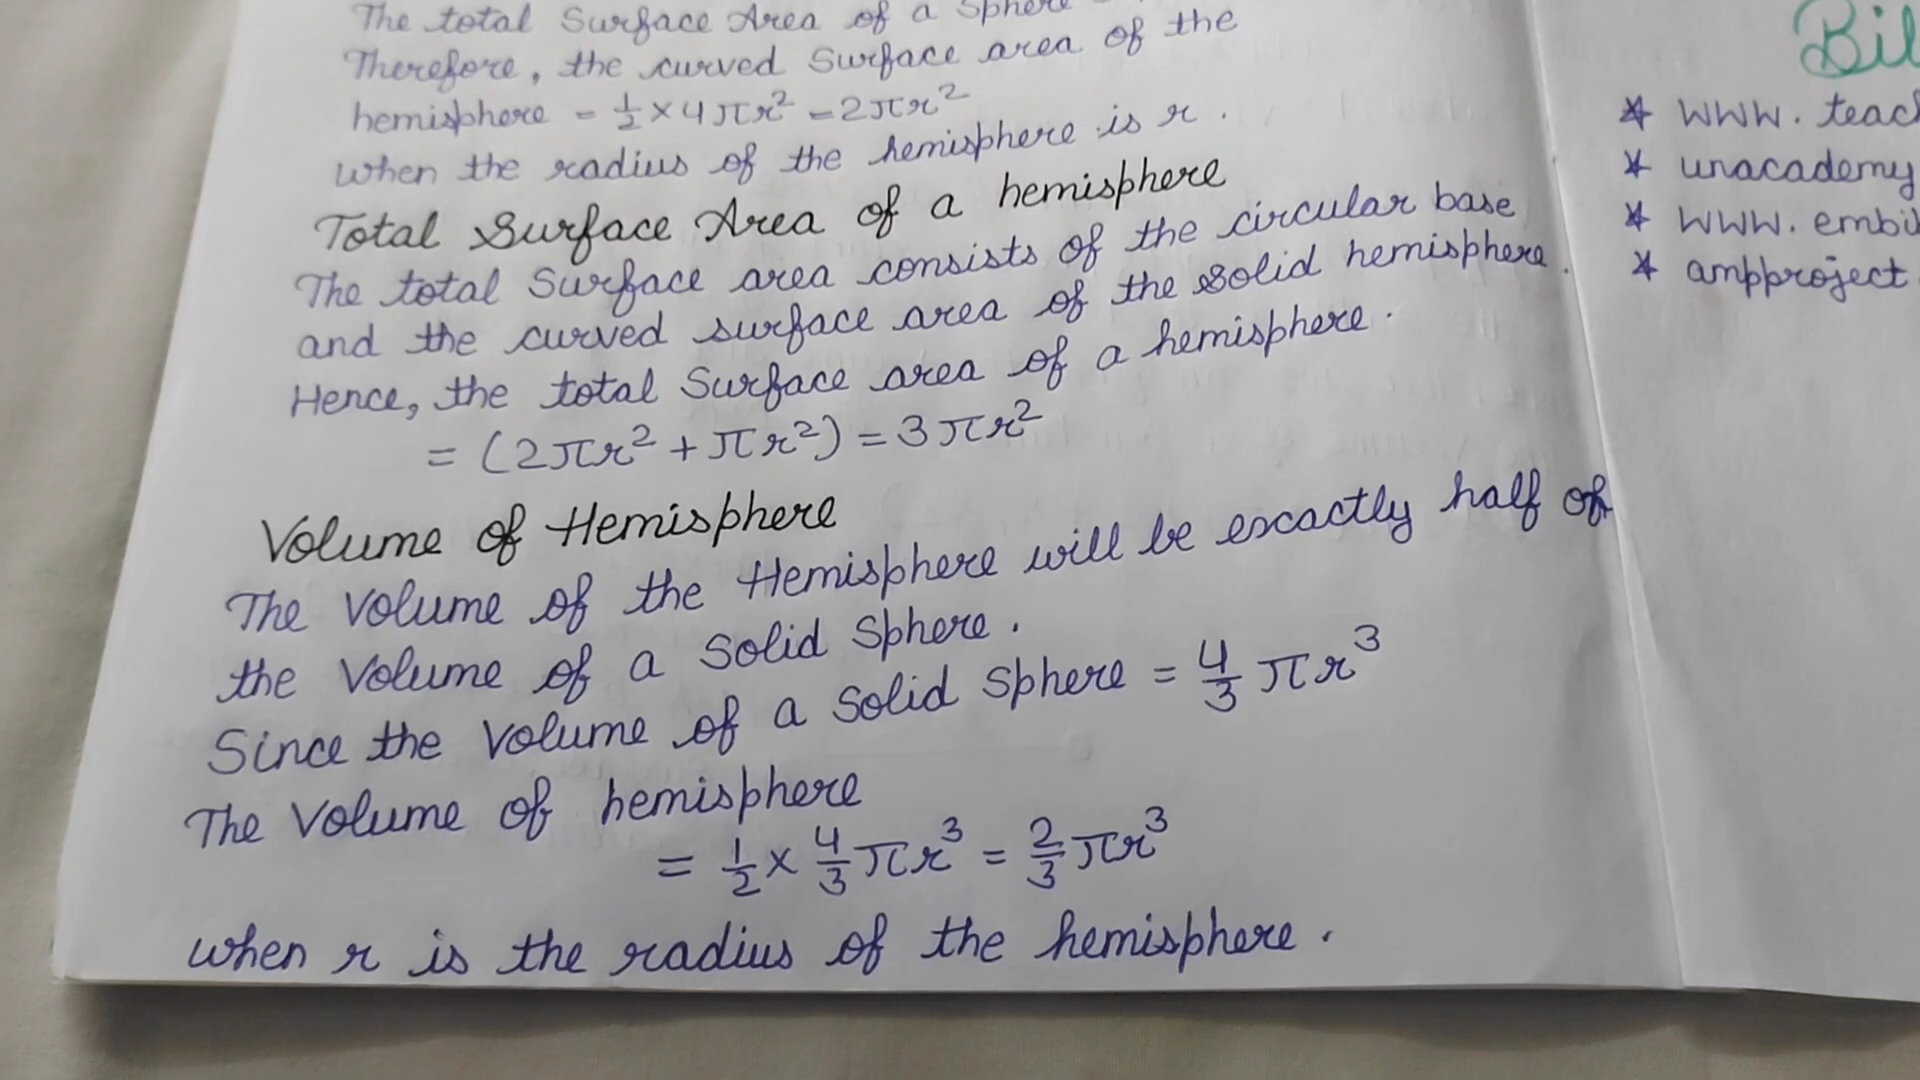 The total Surface Area of a Sphere
Therefore, the curved Surface area of the
hemisphere = 1/2 × 4πr² = 2πr²
when the radius of the hemisphere is r.
Total Surface Area of a hemisphere
The total Surface area consists of the circular base
and the curved surface area of the solid hemisphere.
Hence, the total Surface area of a hemisphere.
= (2πr² + πr²) = 3πr²
Volume of Hemisphere
The Volume of the Hemisphere will be excactly half of
the Volume of a Solid Sphere.
Since the Volume of a Solid Sphere = 4/3 πr³
The Volume of hemisphere
= 1/2 × 4/3 πr³ = 2/3 πr³
when r is the radius of the hemisphere.
Bil
* WWW. teach
* unacademy
* WWW. embi
* ampproject.